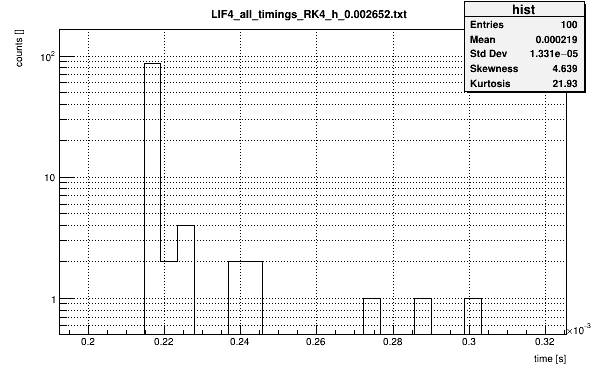 LIF4_all_timings_RK4_h_0.002652.txt
hist
Entries 100
Mean 0.000219
Std Dev 1.331e−05
Skewness 4.639
Kurtosis 21.93
counts []
10²
10
1
0.2 0.22 0.24 0.26 0.28 0.3 0.32
×10⁻³
time [s]